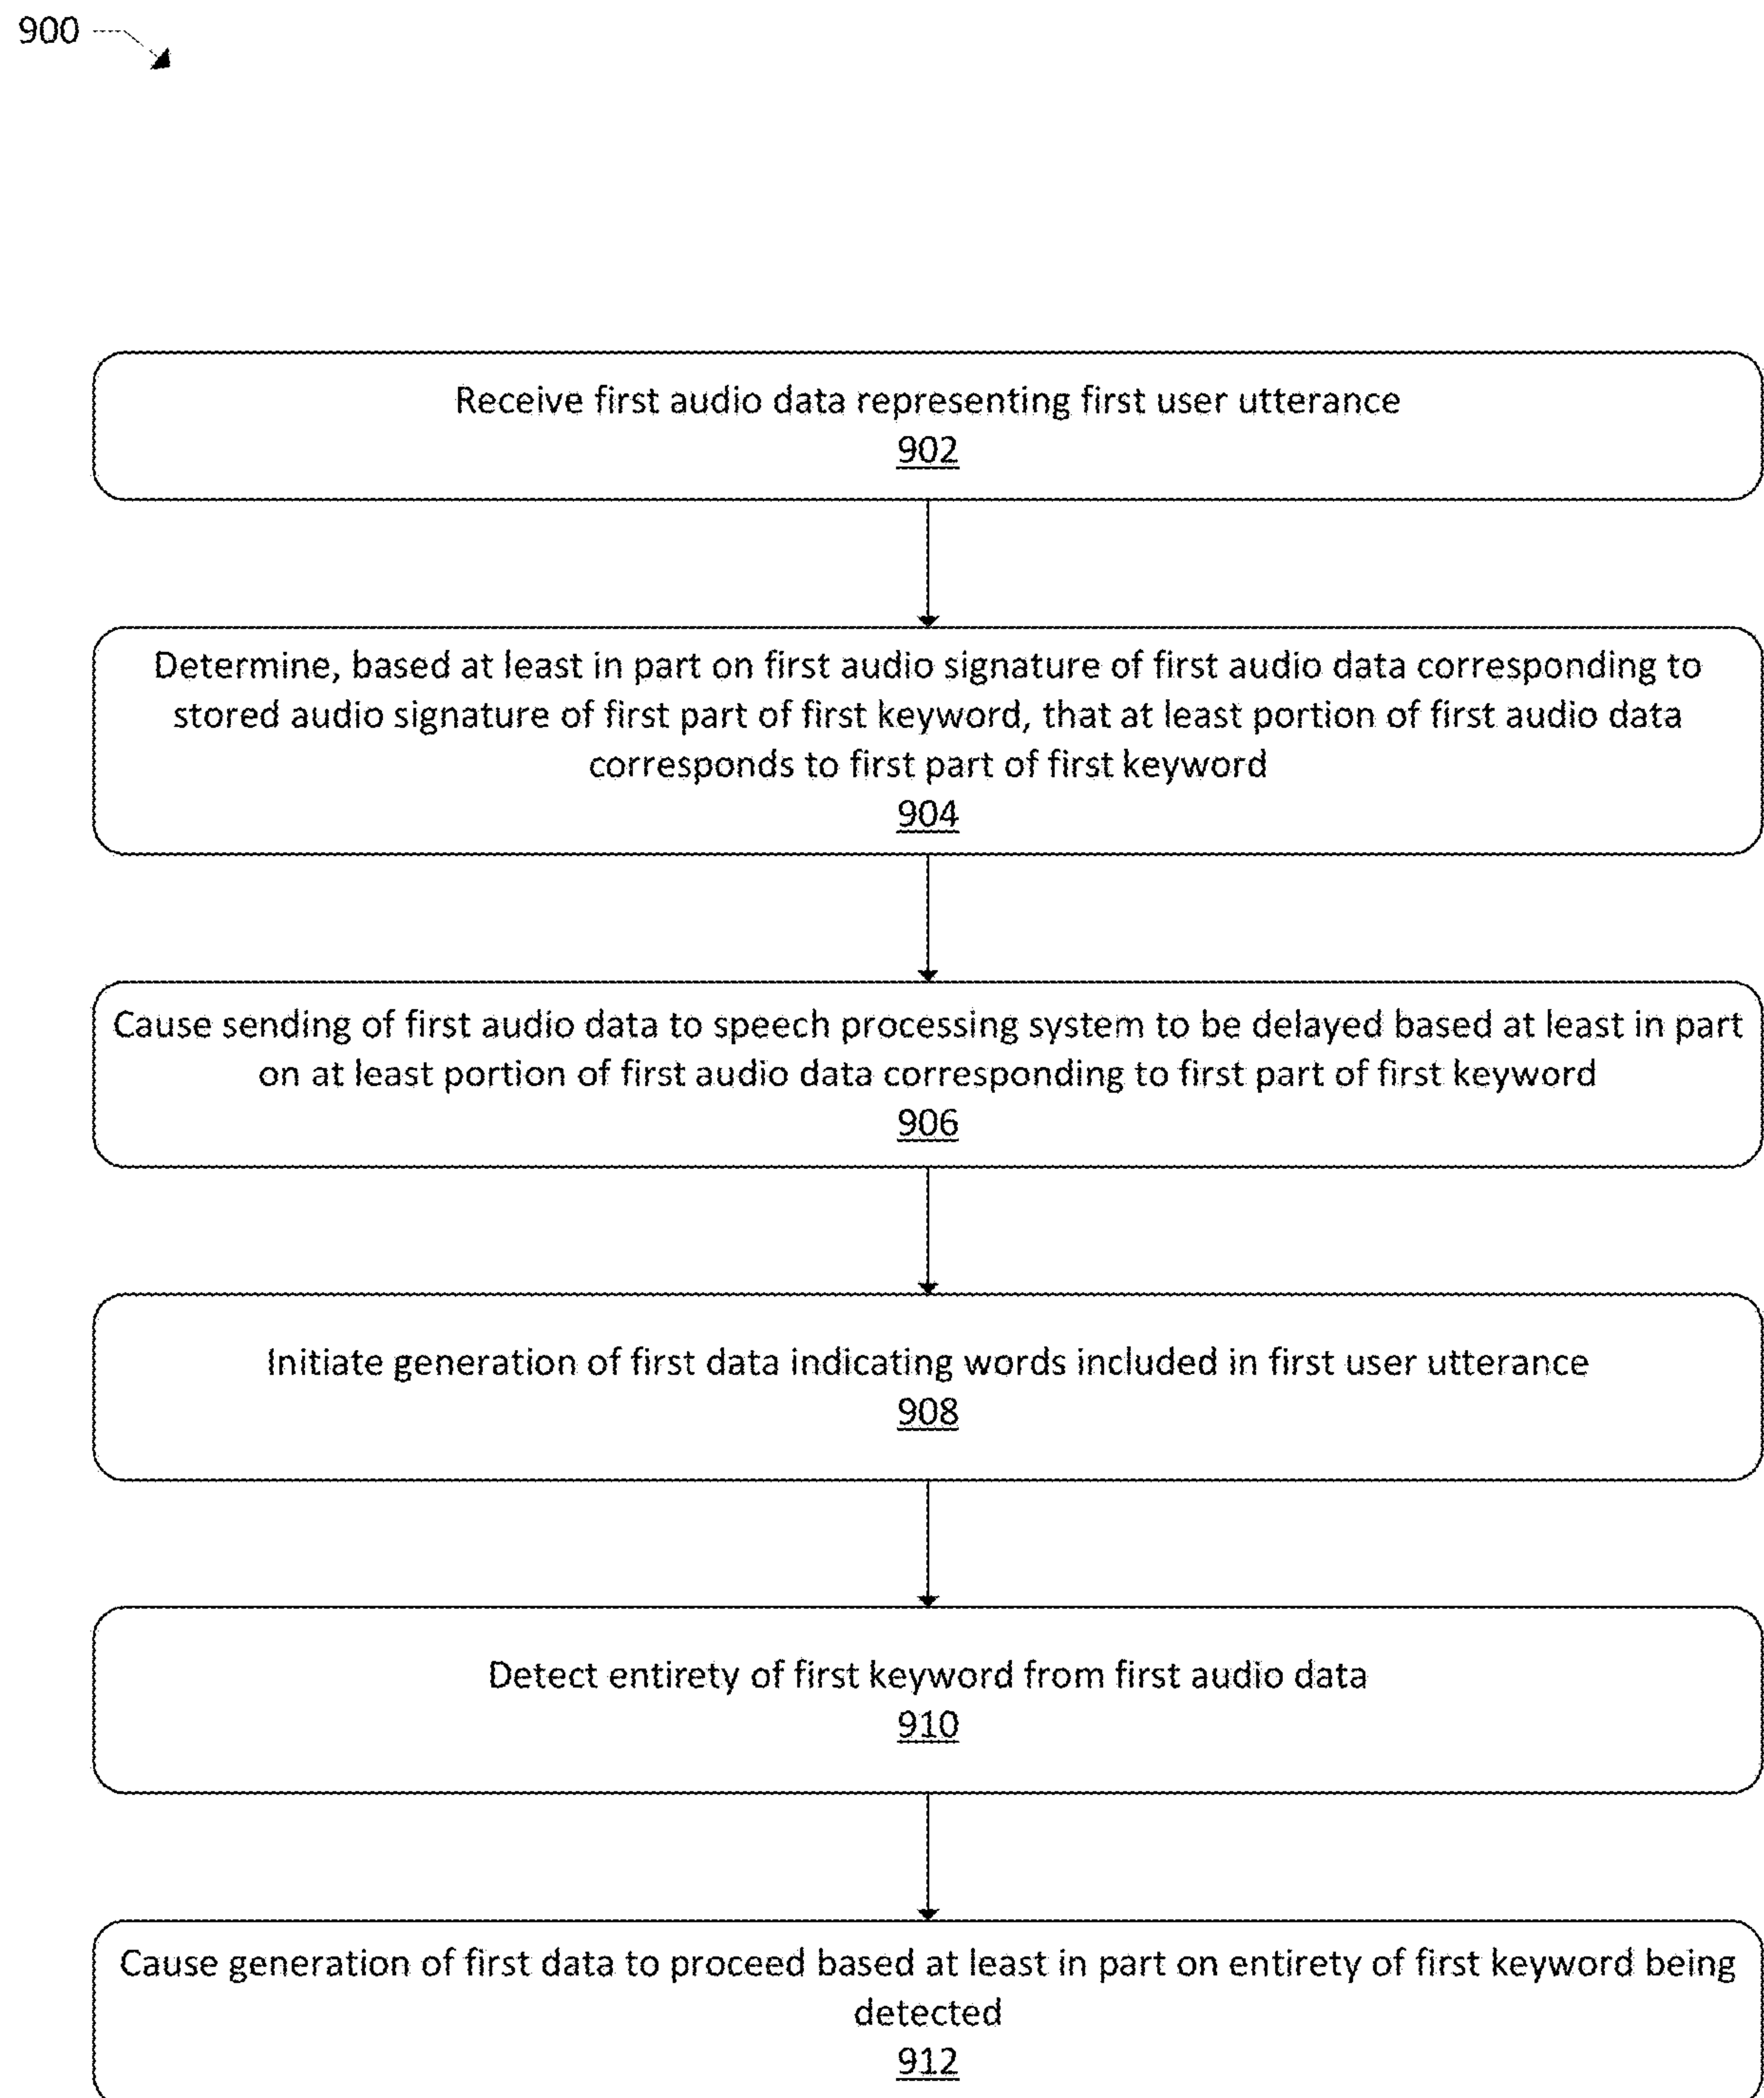 900
Receive first audio data representing first user utterance
902
Determine, based at least in part on first audio signature of first audio data corresponding to
stored audio signature of first part of first keyword, that at least portion of first audio data
corresponds to first part of first keyword
904
Cause sending of first audio data to speech processing system to be delayed based at least in part
on at least portion of first audio data corresponding to first part of first keyword
906
Initiate generation of first data indicating words included in first user utterance
908
Detect entirety of first keyword from first audio data
910
Cause generation of first data to proceed based at least in part on entirety of first keyword being
detected
912